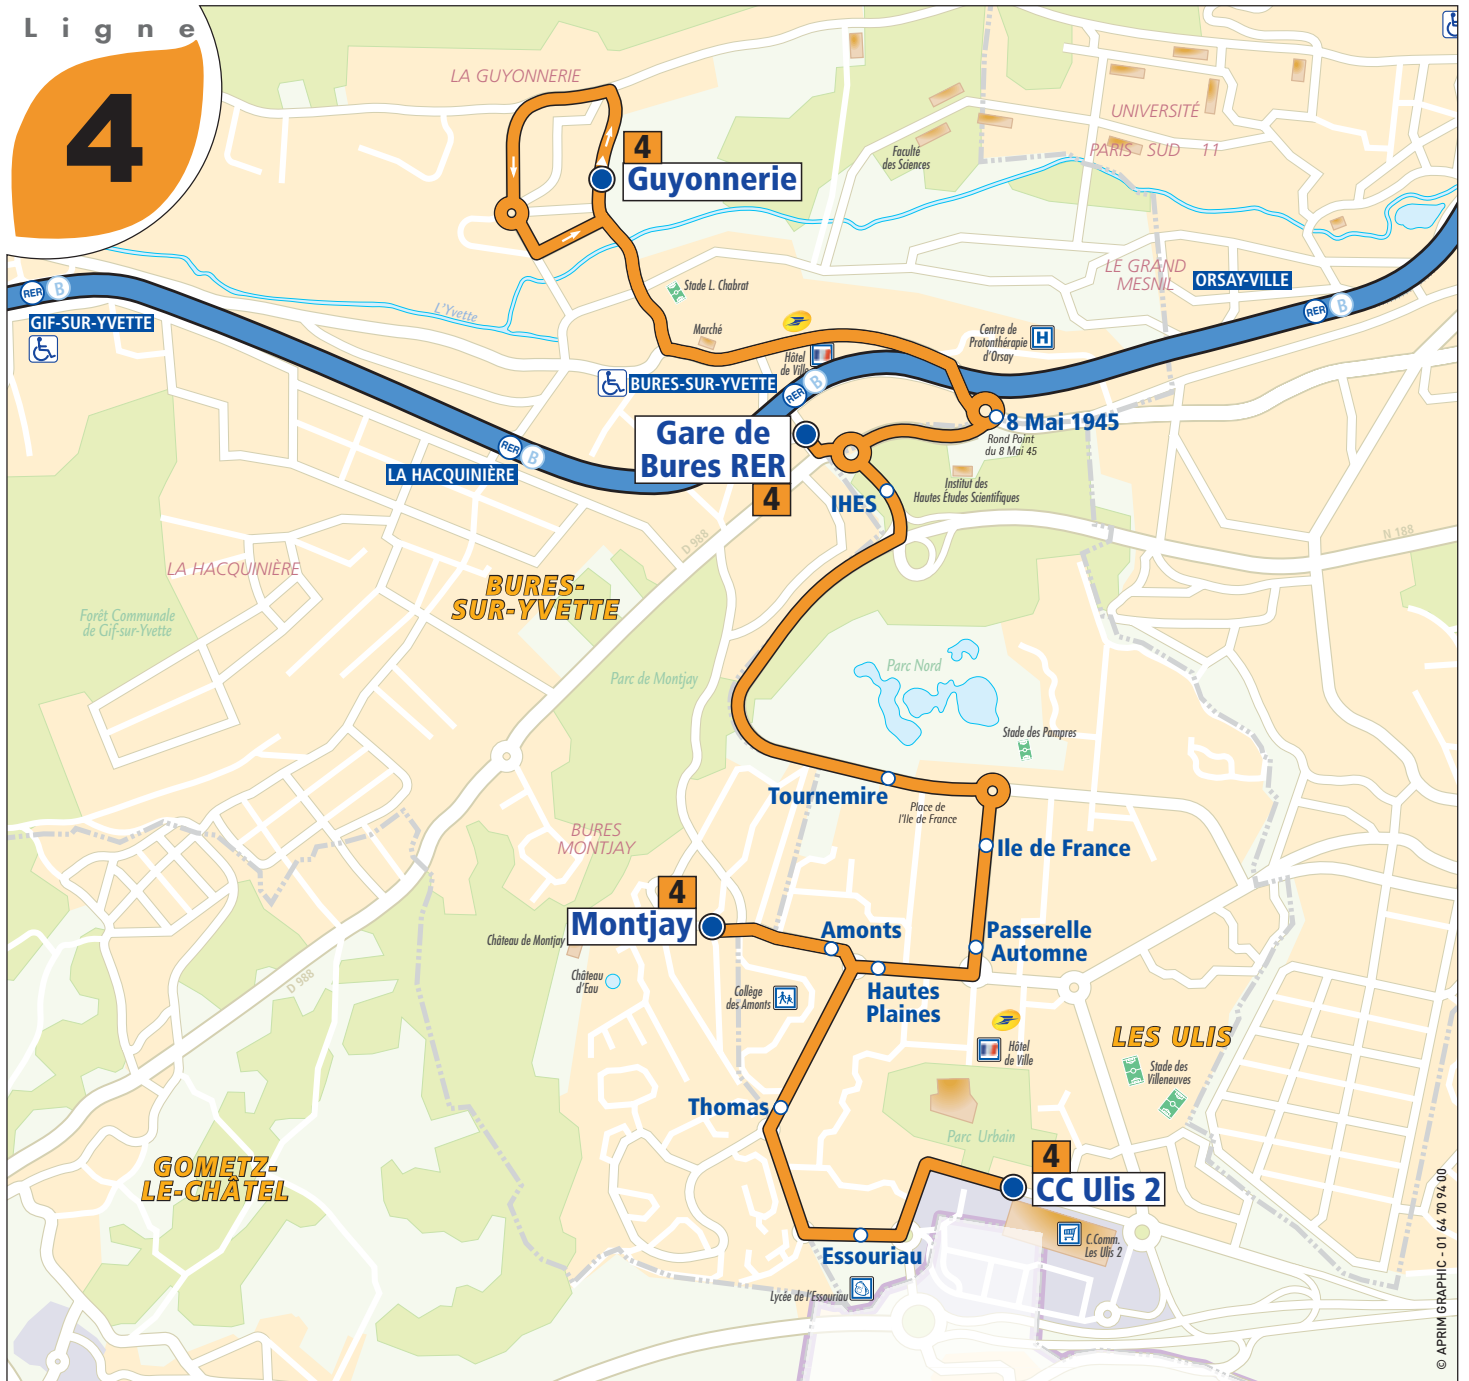 Ligne
4
LA GUYONNERIE
4
Guyonnerie
UNIVERSITÉ
PARIS SUD 11
Faculté
des Sciences
LE GRAND
MESNIL
ORSAY-VILLE
RER B
RER B
GIF-SUR-YVETTE
L'Yvette
Stade L. Chabrat
Marché
Hôtel
de Ville
Centre de
Protonthérapie
d'Orsay
H
BURES-SUR-YVETTE
RER B
Gare de
Bures RER
4
8 Mai 1945
Rond Point
du 8 Mai 45
RER B
LA HACQUINIÈRE
IHES
Institut des
Hautes Études Scientifiques
D 988
N 188
LA HACQUINIÈRE
BURES-
SUR-YVETTE
Forêt Communale
de Gif-sur-Yvette
Parc de Montjay
Parc Nord
Stade des Pampres
Tournemire
Place de
l'Ile de France
BURES
MONTJAY
Ile de France
4
Montjay
Château de Montjay
Amonts
Passerelle
Automne
Château
d'Eau
D 988
Collège
des Amonts
Hautes
Plaines
Hôtel
de Ville
LES ULIS
Stade des
Villeneuves
Thomas
Parc Urbain
GOMETZ-
LE-CHÂTEL
4
CC Ulis 2
C.Comm.
Les Ulis 2
Essouriau
Lycée de l'Essouriau
© APRIM GRAPHIC - 01 64 70 94 00